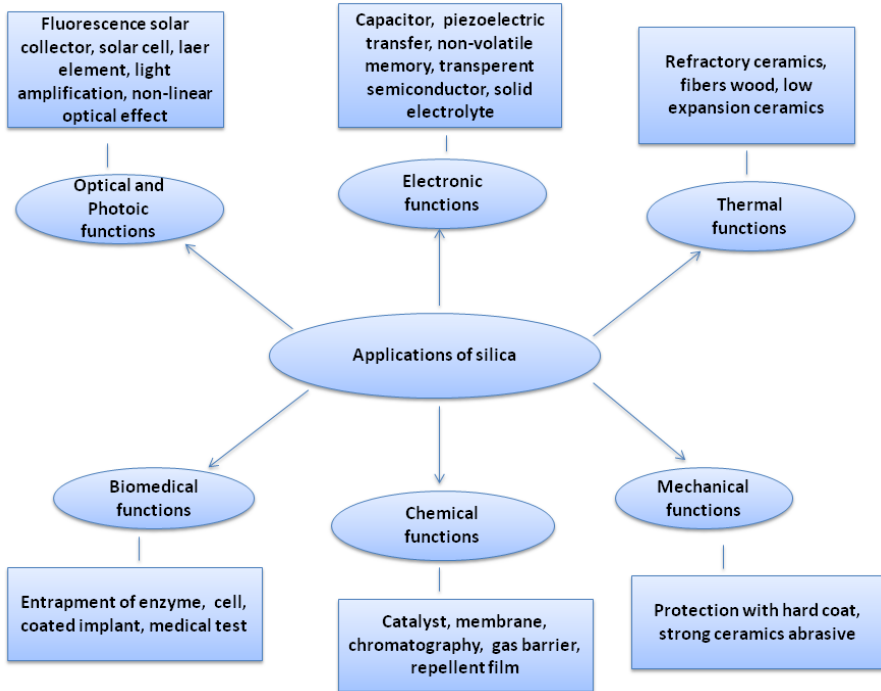 Fluorescence solar
collector, solar cell, laer
element, light
amplification, non-linear
optical effect
Capacitor, piezoelectric
transfer, non-volatile
memory, transperent
semiconductor, solid
electrolyte
Refractory ceramics,
fibers wood, low
expansion ceramics
Optical and
Photoic
functions
Electronic
functions
Thermal
functions
Applications of silica
Biomedical
functions
Chemical
functions
Mechanical
functions
Entrapment of enzyme, cell,
coated implant, medical test
Catalyst, membrane,
chromatography, gas barrier,
repellent film
Protection with hard coat,
strong ceramics abrasive